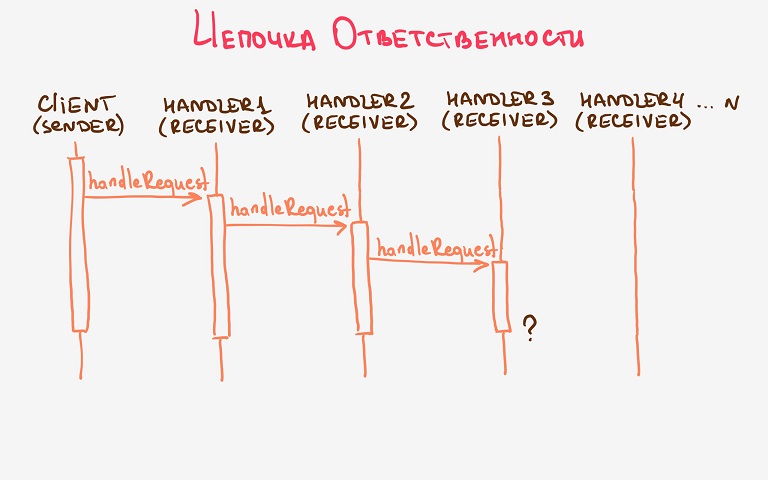 Цепочка Ответственности
CLiENT HANDLER1 HANDLER2 HANDLER3 HANDLER4 ... N
(SENDER) (RECEIVER) (RECEIVER) (RECEIVER) (RECEIVER)
handleRequest
handleRequest
handleRequest
?